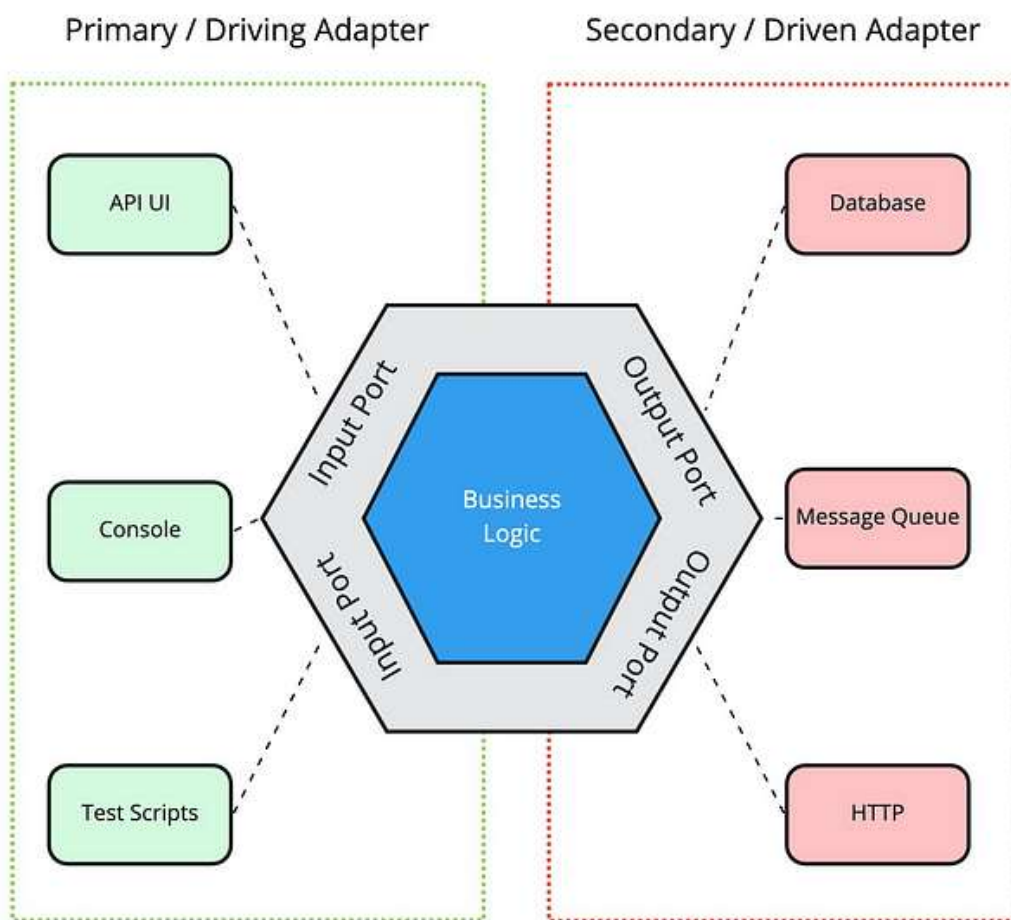 Primary / Driving Adapter
Secondary / Driven Adapter
API UI
Database
Input Port
Output Port
Console
Business
Logic
Message Queue
Input Port
Output Port
Test Scripts
HTTP